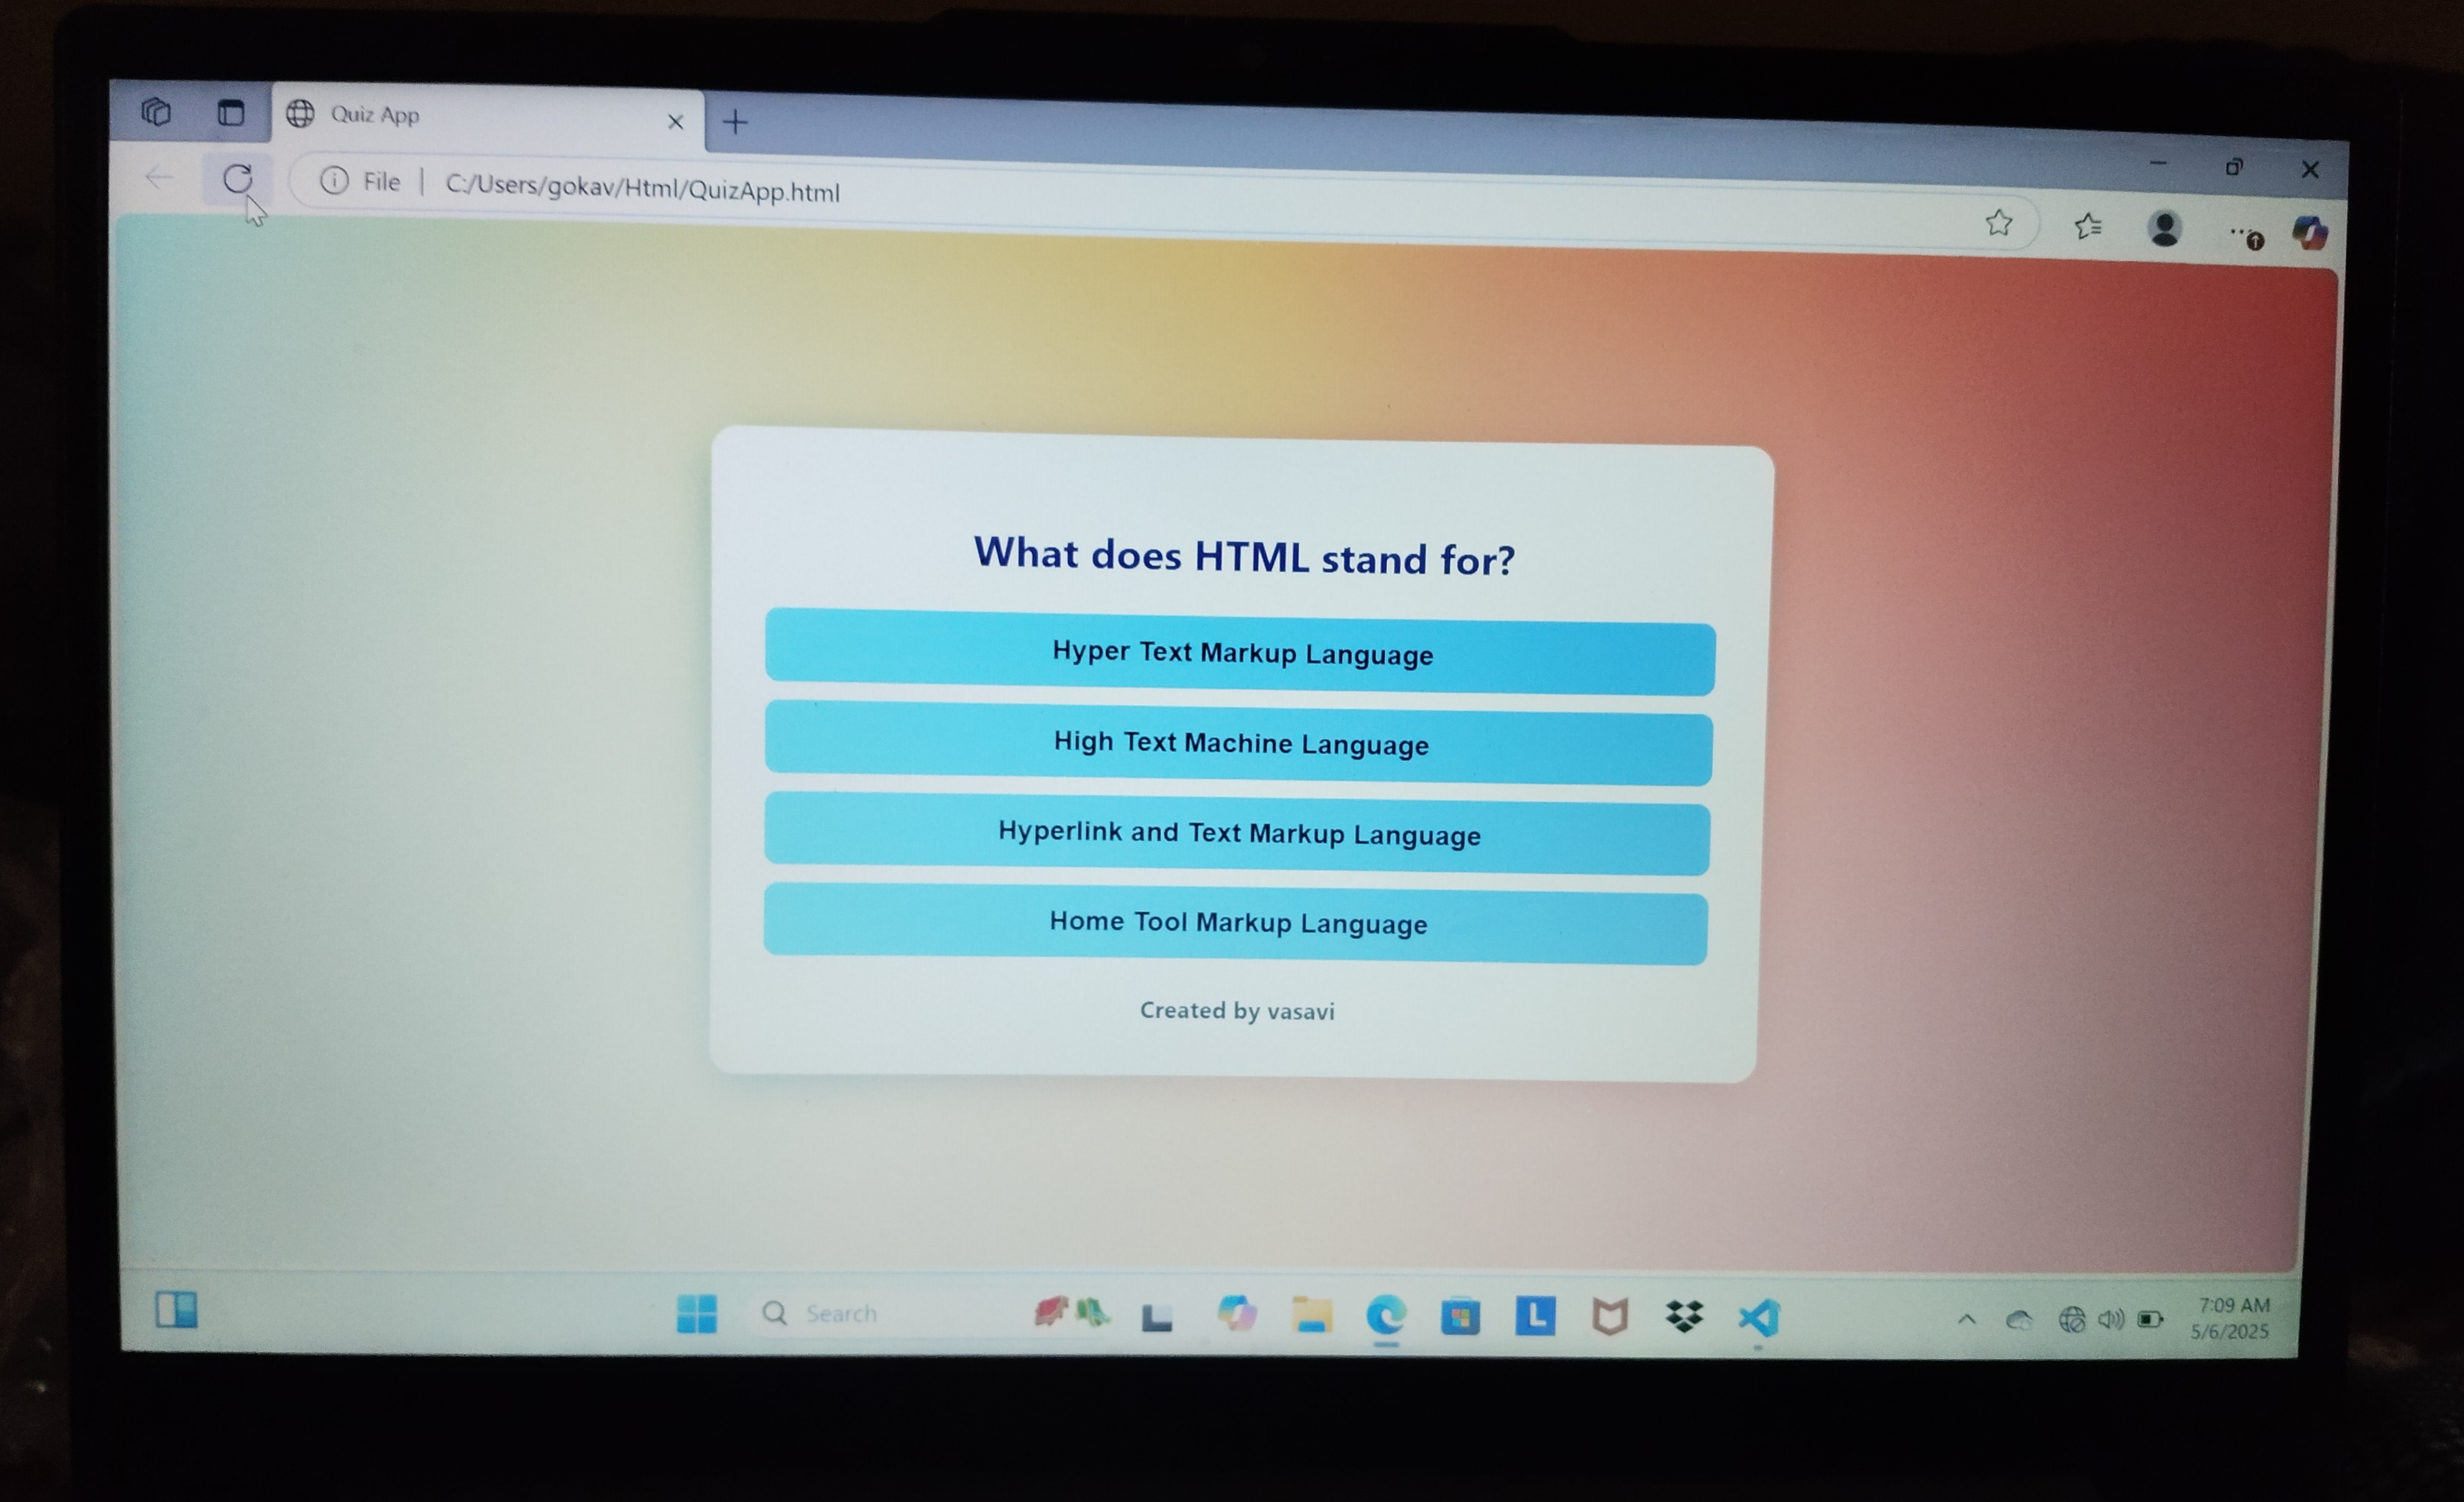 Quiz App
File
C:/Users/gokav/Html/QuizApp.html
What does HTML stand for?
Hyper Text Markup Language
High Text Machine Language
Hyperlink and Text Markup Language
Home Tool Markup Language
Created by vasavi
Search
L
7:09 AM
5/6/2025